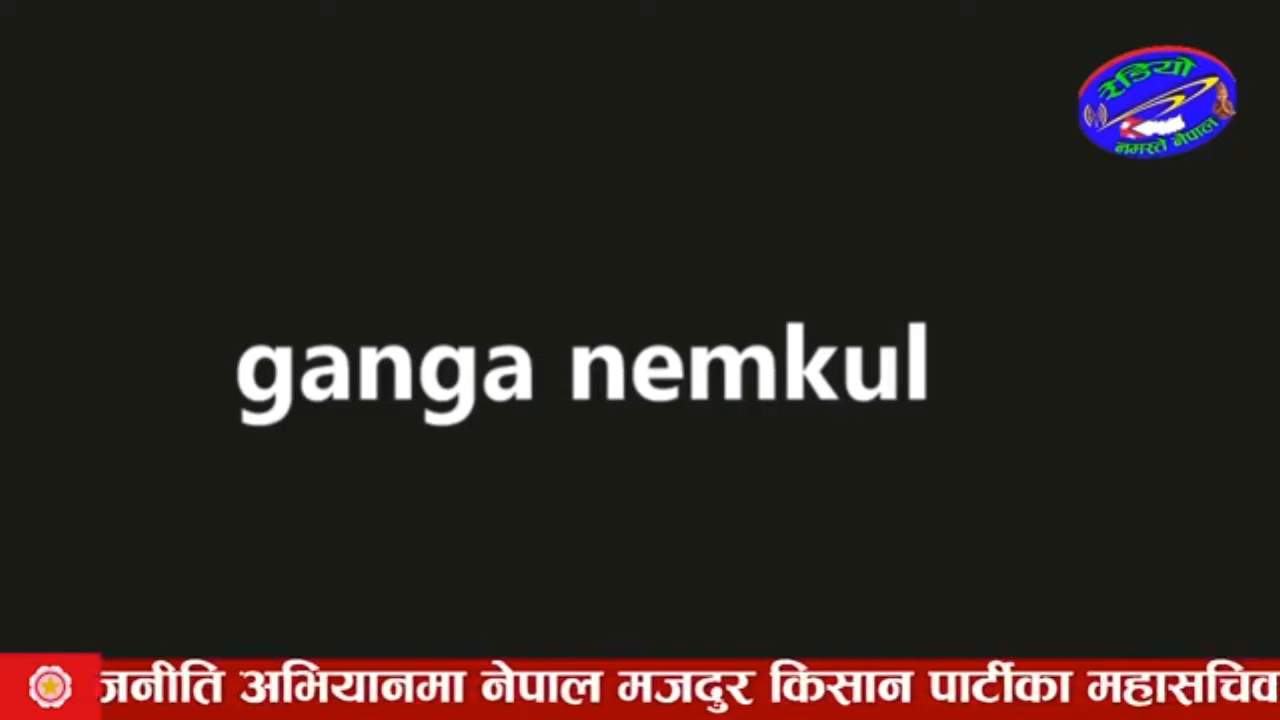 रेडियो
नमस्ते नेपाल
ganga nemkul
जनीति अभियानमा नेपाल मजदुर किसान पार्टीका महासचिव